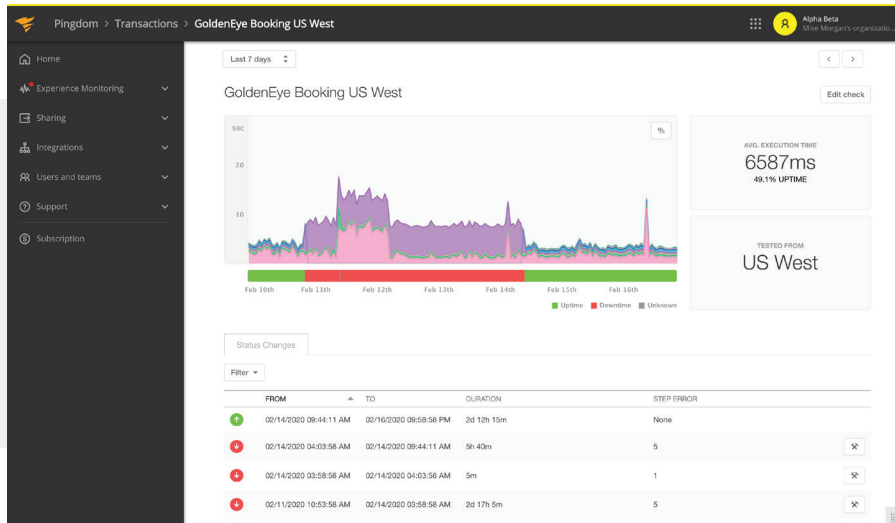 Pingdom > Transactions > GoldenEye Booking US West
Alpha Beta
Mike Morgan's organizatio...
Home
Experience Monitoring
Sharing
Integrations
Users and teams
Support
Subscription
Last 7 days
GoldenEye Booking US West
Edit check
sec
%
20
10
Feb 10th Feb 11th Feb 12th Feb 13th Feb 14th Feb 15th Feb 16th
Uptime Downtime Unknown
AVG. EXECUTION TIME
6587ms
49.1% UPTIME
TESTED FROM
US West
Status Changes
Filter
FROM TO DURATION STEP ERROR
02/14/2020 09:44:11 AM 02/16/2020 09:58:58 PM 2d 12h 15m None
02/14/2020 04:03:58 AM 02/14/2020 09:44:11 AM 5h 40m 5
02/14/2020 03:58:58 AM 02/14/2020 04:03:58 AM 5m 1
02/11/2020 10:53:58 AM 02/14/2020 03:58:58 AM 2d 17h 5m 5